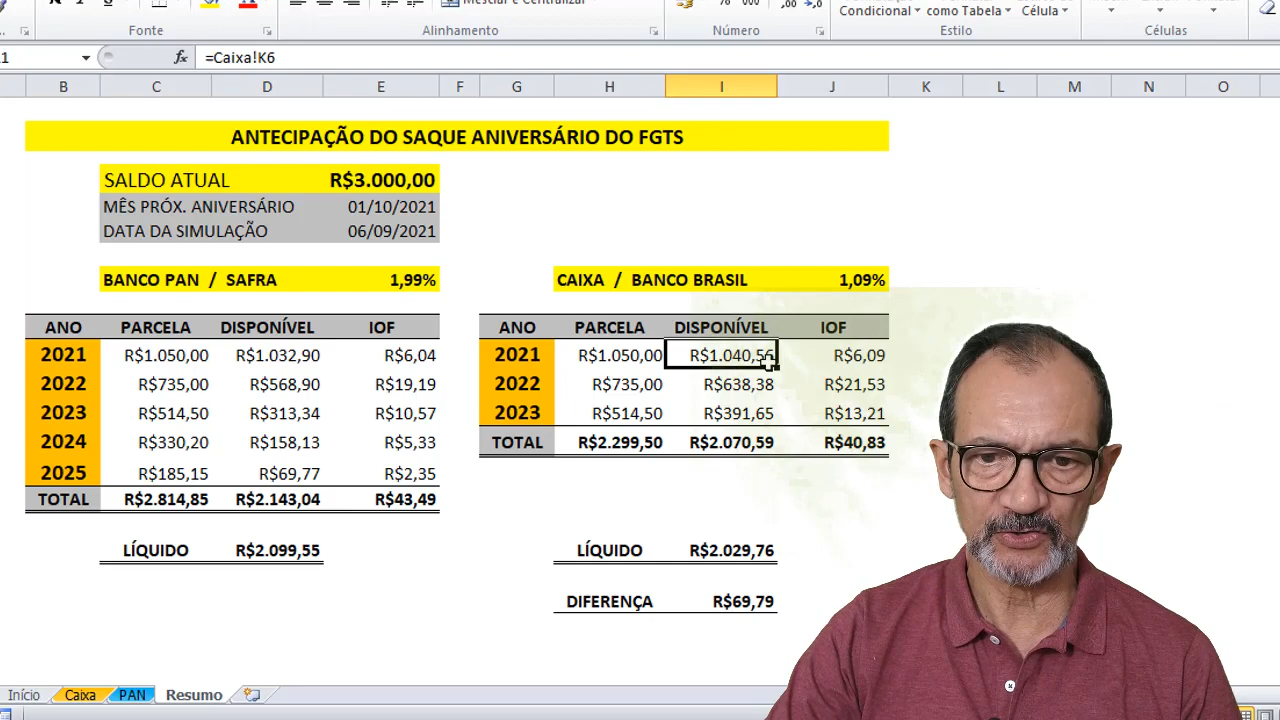 Condicional como Tabela Célula
Fonte Alinhamento Número Estilo Células
fx =Caixa!K6
B C D E F G H I J K L M N O
ANTECIPAÇÃO DO SAQUE ANIVERSÁRIO DO FGTS
SALDO ATUAL R$3.000,00
MÊS PRÓX. ANIVERSÁRIO 01/10/2021
DATA DA SIMULAÇÃO 06/09/2021
BANCO PAN / SAFRA 1,99% CAIXA / BANCO BRASIL 1,09%
ANO PARCELA DISPONÍVEL IOF ANO PARCELA DISPONÍVEL IOF
2021 R$1.050,00 R$1.032,90 R$6,04 2021 R$1.050,00 R$1.040,56 R$6,09
2022 R$735,00 R$568,90 R$19,19 2022 R$735,00 R$638,38 R$21,53
2023 R$514,50 R$313,34 R$10,57 2023 R$514,50 R$391,65 R$13,21
2024 R$330,20 R$158,13 R$5,33 TOTAL R$2.299,50 R$2.070,59 R$40,83
2025 R$185,15 R$69,77 R$2,35
TOTAL R$2.814,85 R$2.143,04 R$43,49
LÍQUIDO R$2.099,55 LÍQUIDO R$2.029,76
DIFERENÇA R$69,79
Início Caixa PAN Resumo